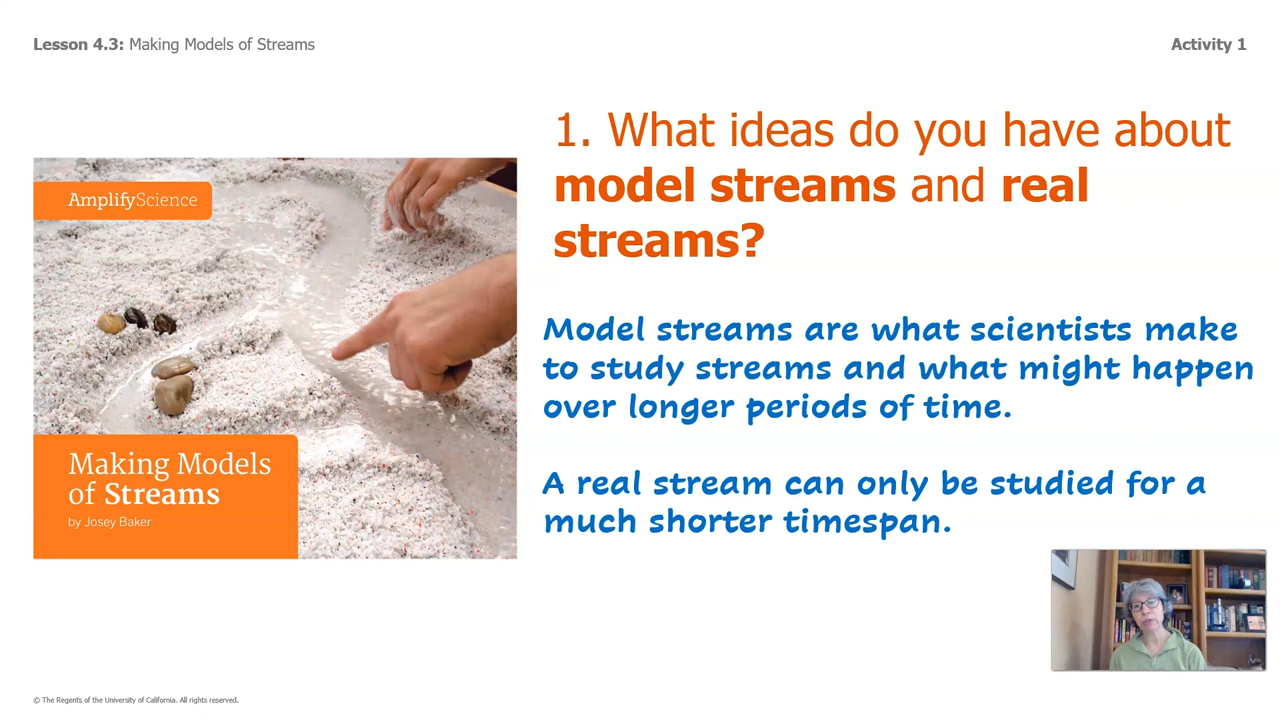 Lesson 4.3: Making Models of Streams
Activity 1
AmplifyScience
Making Models
of Streams
by Josey Baker
1. What ideas do you have about
model streams and real
streams?
Model streams are what scientists make
to study streams and what might happen
over longer periods of time.
A real stream can only be studied for a
much shorter timespan.
© The Regents of the University of California. All rights reserved.